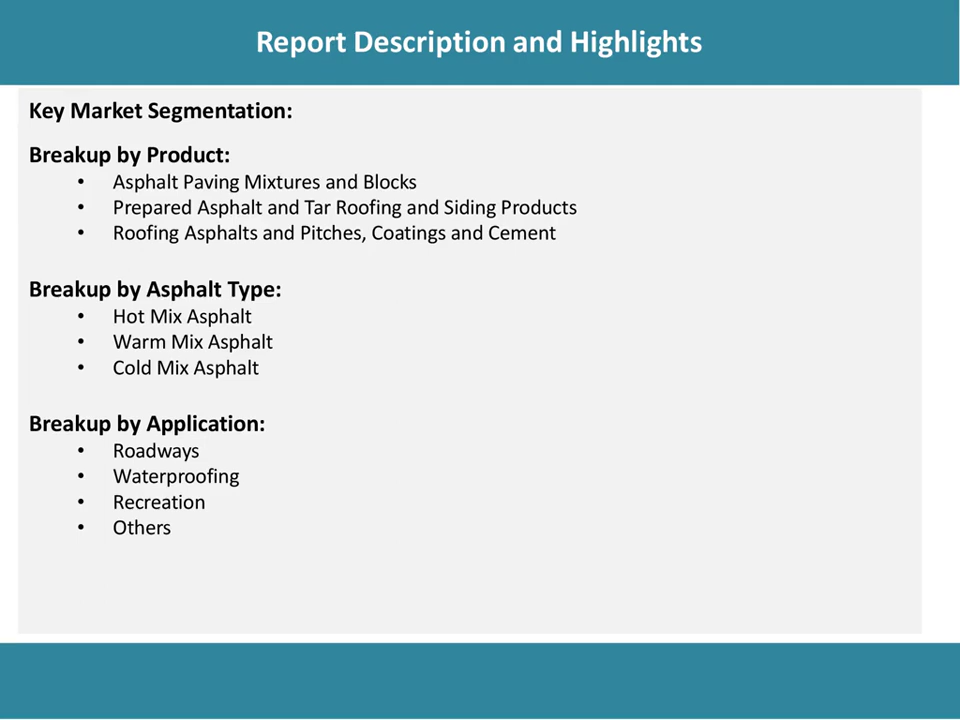 Report Description and Highlights
Key Market Segmentation:
Breakup by Product:
• Asphalt Paving Mixtures and Blocks
• Prepared Asphalt and Tar Roofing and Siding Products
• Roofing Asphalts and Pitches, Coatings and Cement
Breakup by Asphalt Type:
• Hot Mix Asphalt
• Warm Mix Asphalt
• Cold Mix Asphalt
Breakup by Application:
• Roadways
• Waterproofing
• Recreation
• Others